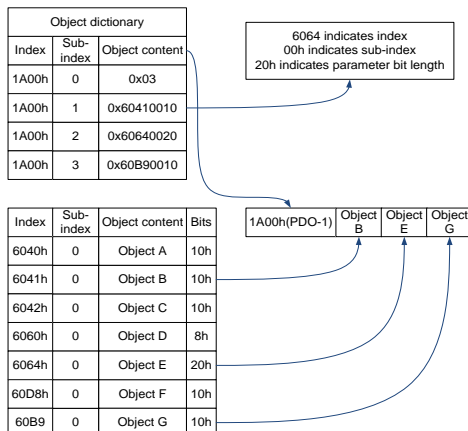 Object dictionary
Index Sub-index Object content
1A00h 0 0x03
1A00h 1 0x60410010
1A00h 2 0x60640020
1A00h 3 0x60B90010
6064 indicates index
00h indicates sub-index
20h indicates parameter bit length
Index Sub-index Object content Bits
6040h 0 Object A 10h
6041h 0 Object B 10h
6042h 0 Object C 10h
6060h 0 Object D 8h
6064h 0 Object E 20h
60D8h 0 Object F 10h
60B9 0 Object G 10h
1A00h(PDO-1) Object B Object E Object G